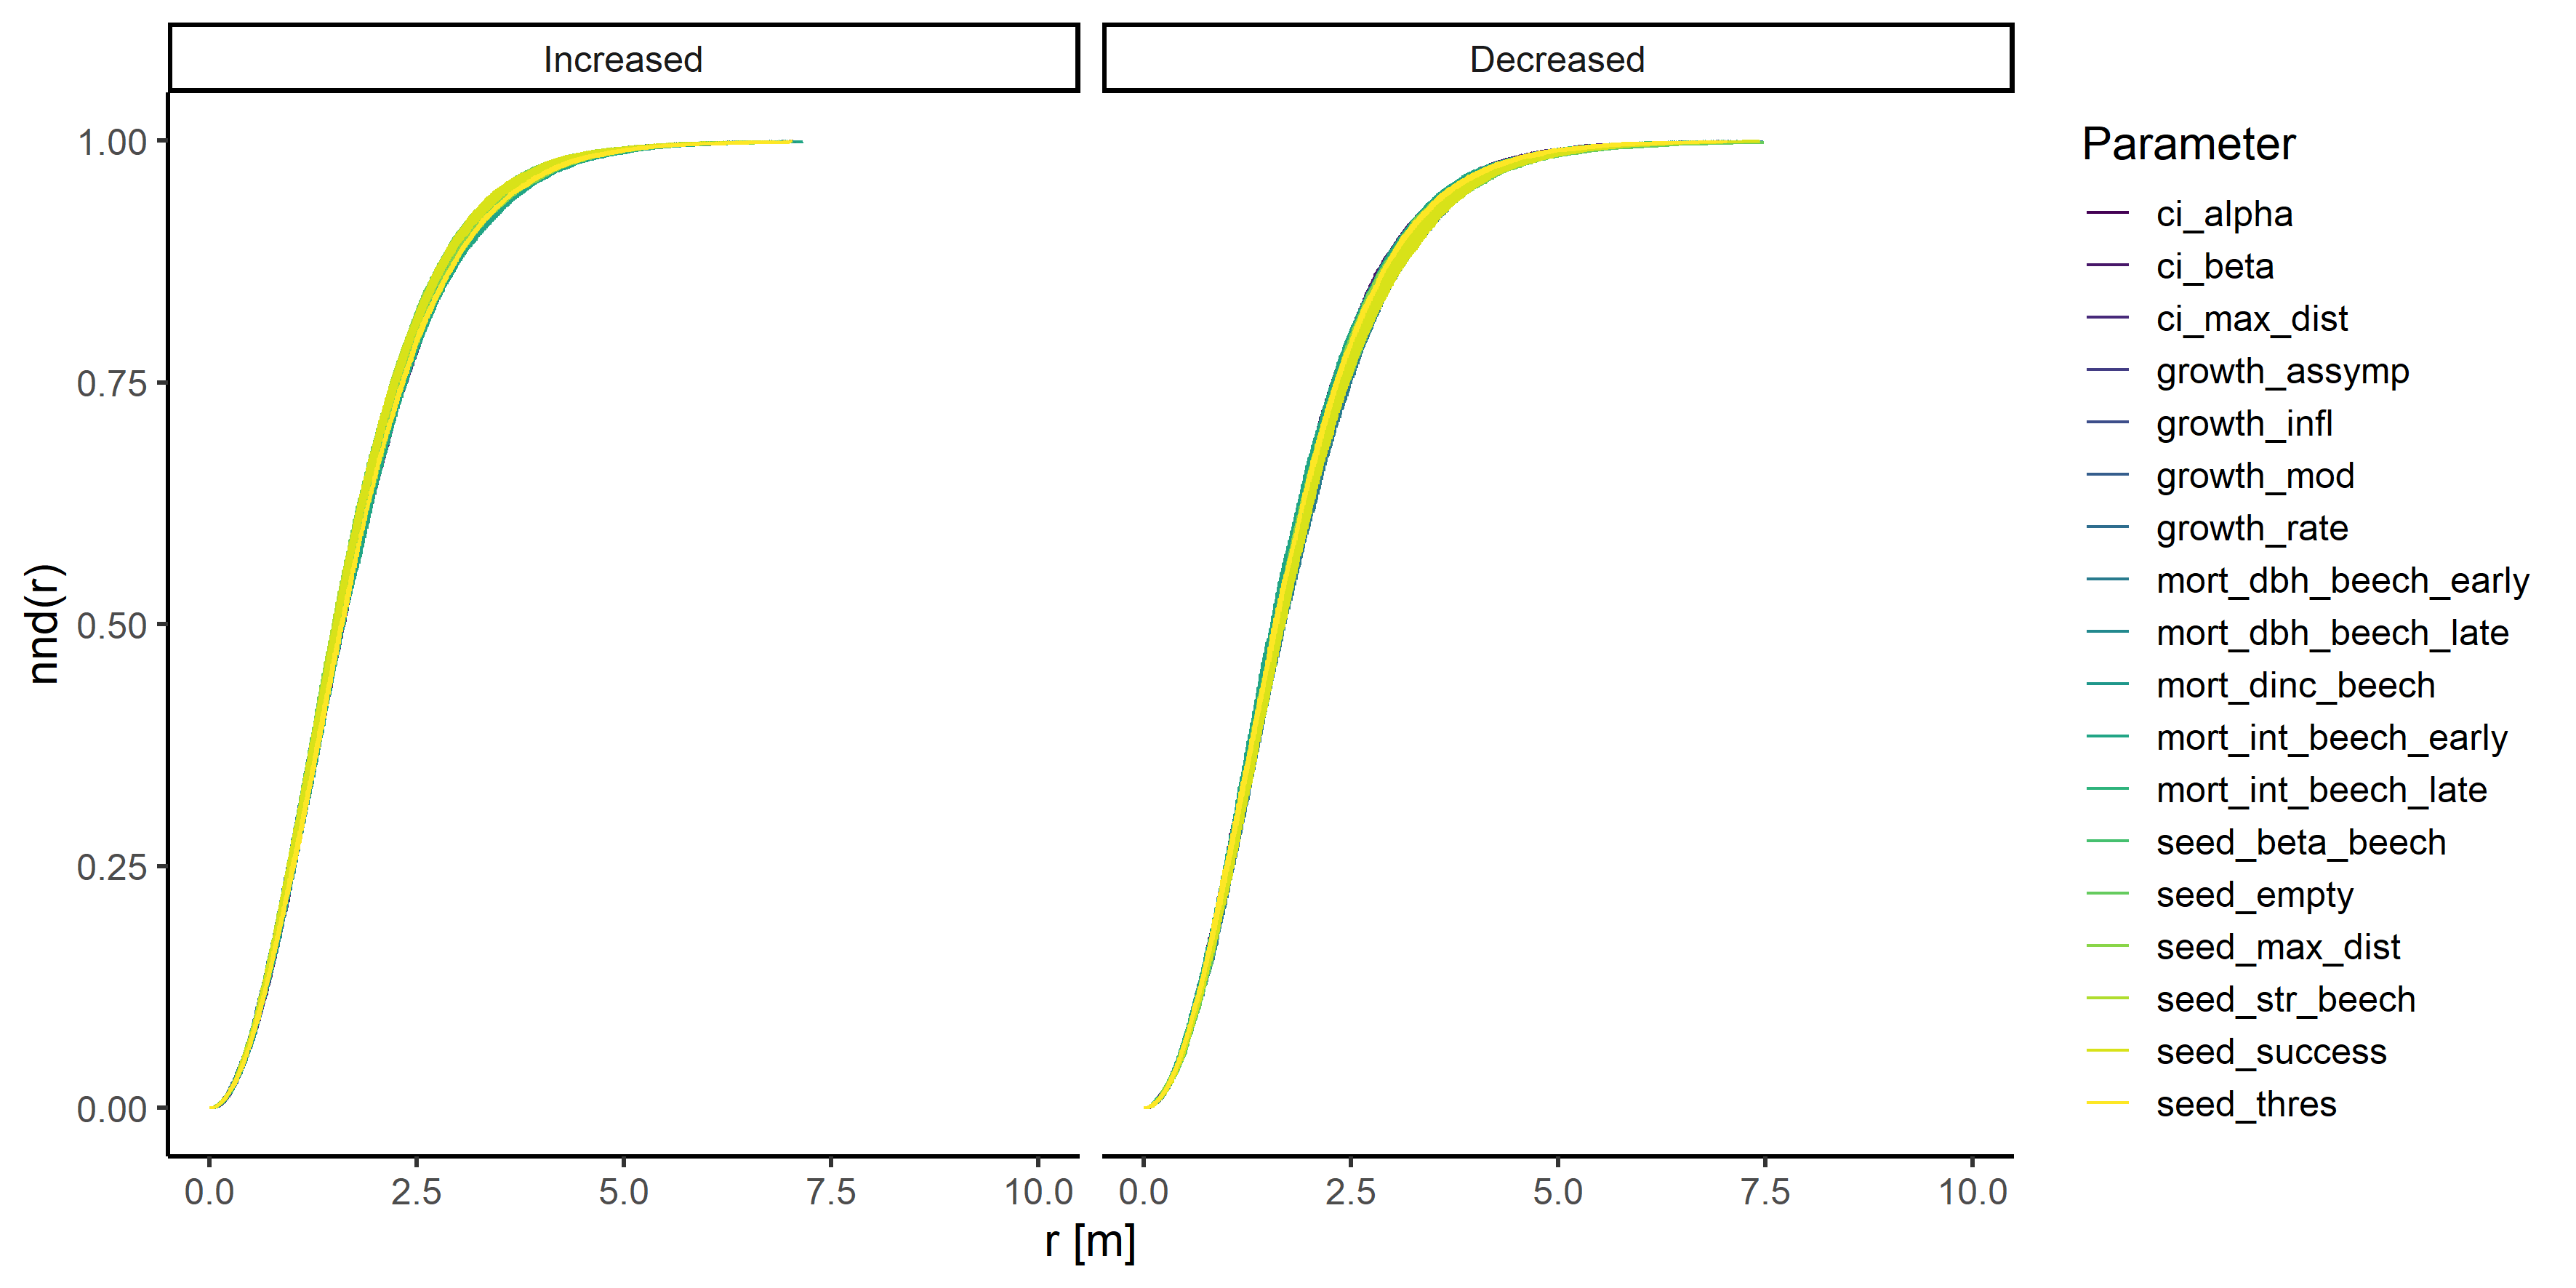 Increased
Decreased
nnd(r)
1.00
0.75
0.50
0.25
0.00
0.0 2.5 5.0 7.5 10.0
0.0 2.5 5.0 7.5 10.0
r [m]
Parameter
ci_alpha
ci_beta
ci_max_dist
growth_assymp
growth_infl
growth_mod
growth_rate
mort_dbh_beech_early
mort_dbh_beech_late
mort_dinc_beech
mort_int_beech_early
mort_int_beech_late
seed_beta_beech
seed_empty
seed_max_dist
seed_str_beech
seed_success
seed_thres